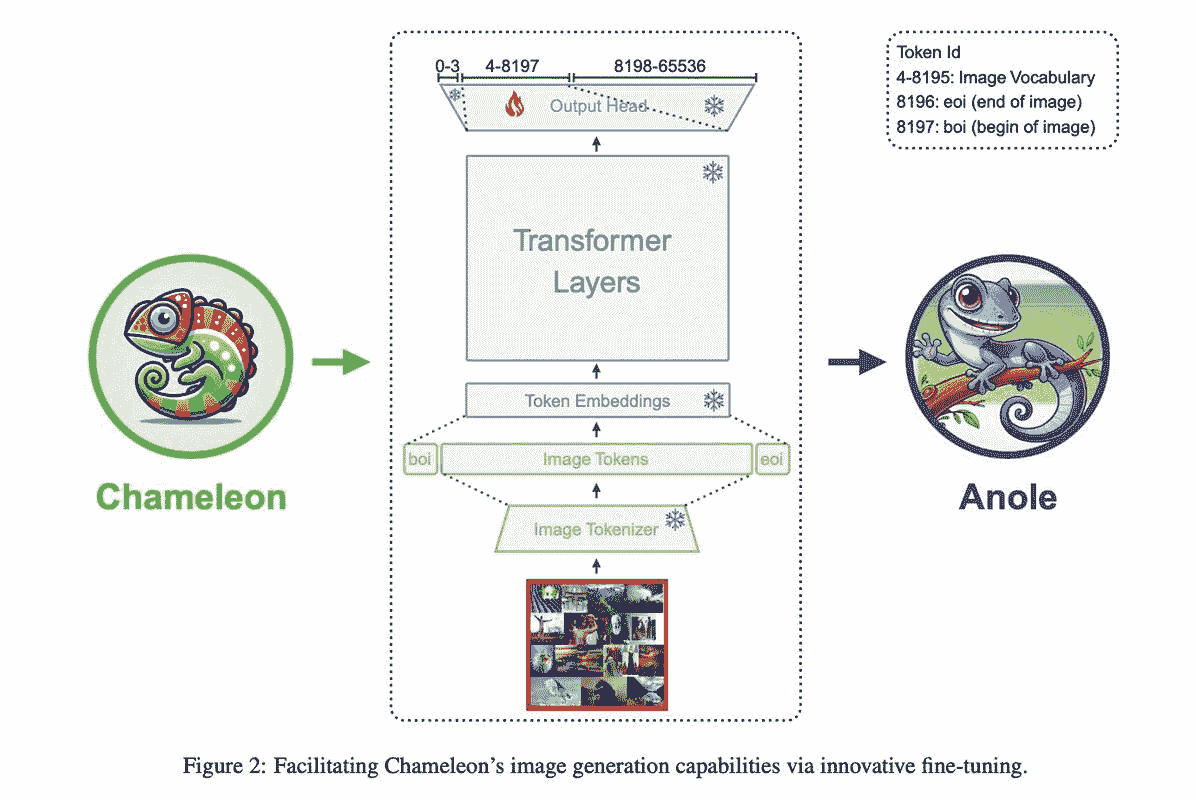 0-3 4-8197 8198-65536
Output Head
Transformer
Layers
Token Embeddings
boi Image Tokens eoi
Image Tokenizer
Chameleon
Anole
Token Id
4-8195: Image Vocabulary
8196: eoi (end of image)
8197: boi (begin of image)
Figure 2: Facilitating Chameleon's image generation capabilities via innovative fine-tuning.